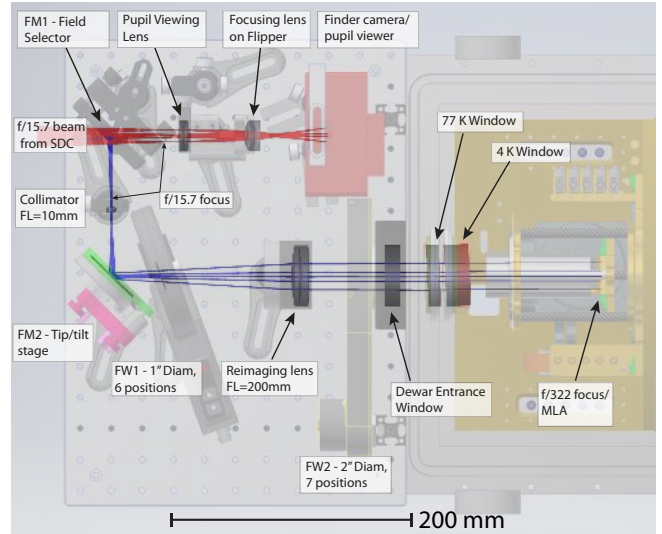 FM1 - Field
Selector
Pupil Viewing
Lens
Focusing lens
on Flipper
Finder camera/
pupil viewer
f/15.7 beam
from SDC
77 K Window
4 K Window
f/15.7 focus
Collimator
FL=10mm
FM2 - Tip/tilt
stage
FW1 - 1" Diam,
6 positions
Reimaging lens
FL=200mm
Dewar Entrance
Window
f/322 focus/
MLA
FW2 - 2" Diam,
7 positions
200 mm